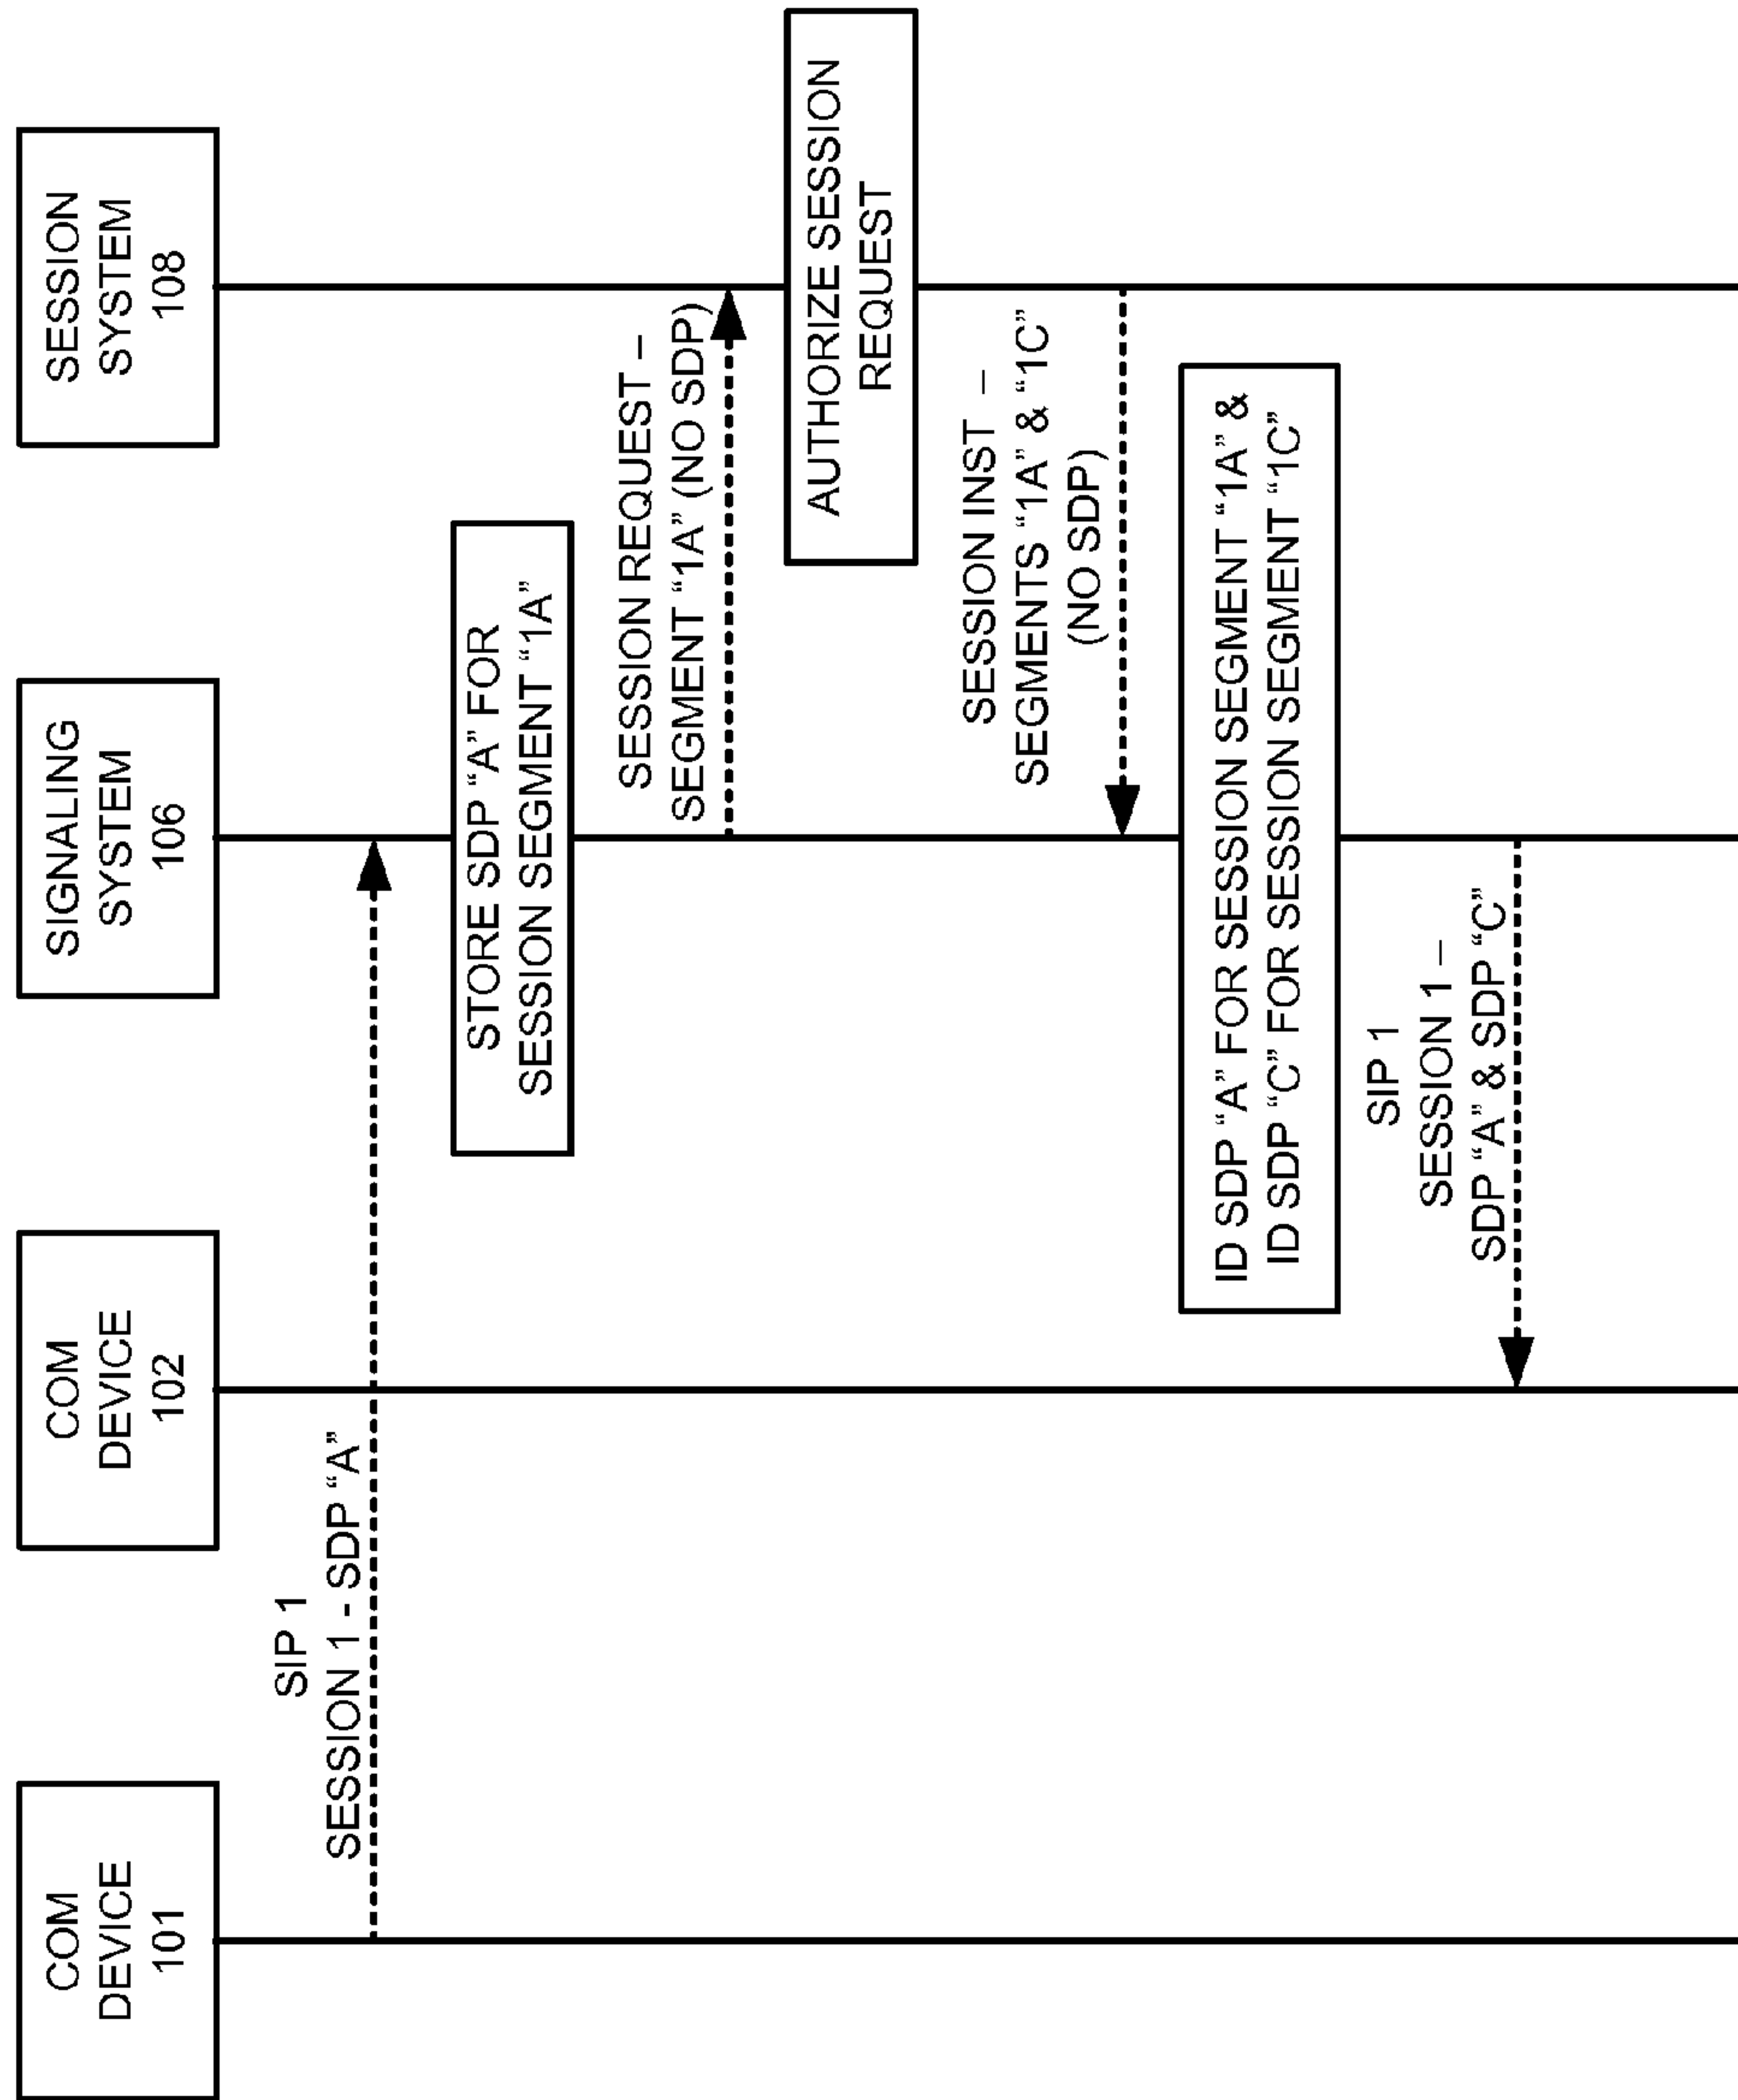 COM
DEVICE
101
COM
DEVICE
102
SIGNALING
SYSTEM
106
SESSION
SYSTEM
108
SIP 1
SESSION 1 - SDP “A”
STORE SDP “A” FOR
SESSION SEGMENT “1A”
SESSION REQUEST –
SEGMENT “1A” (NO SDP)
AUTHORIZE SESSION
REQUEST
SESSION INST –
SEGMENTS “1A” & “1C”
(NO SDP)
ID SDP “A” FOR SESSION SEGMENT “1A” &
ID SDP “C” FOR SESSION SEGMENT “1C”
SIP 1
SESSION 1 –
SDP “A” & SDP “C”